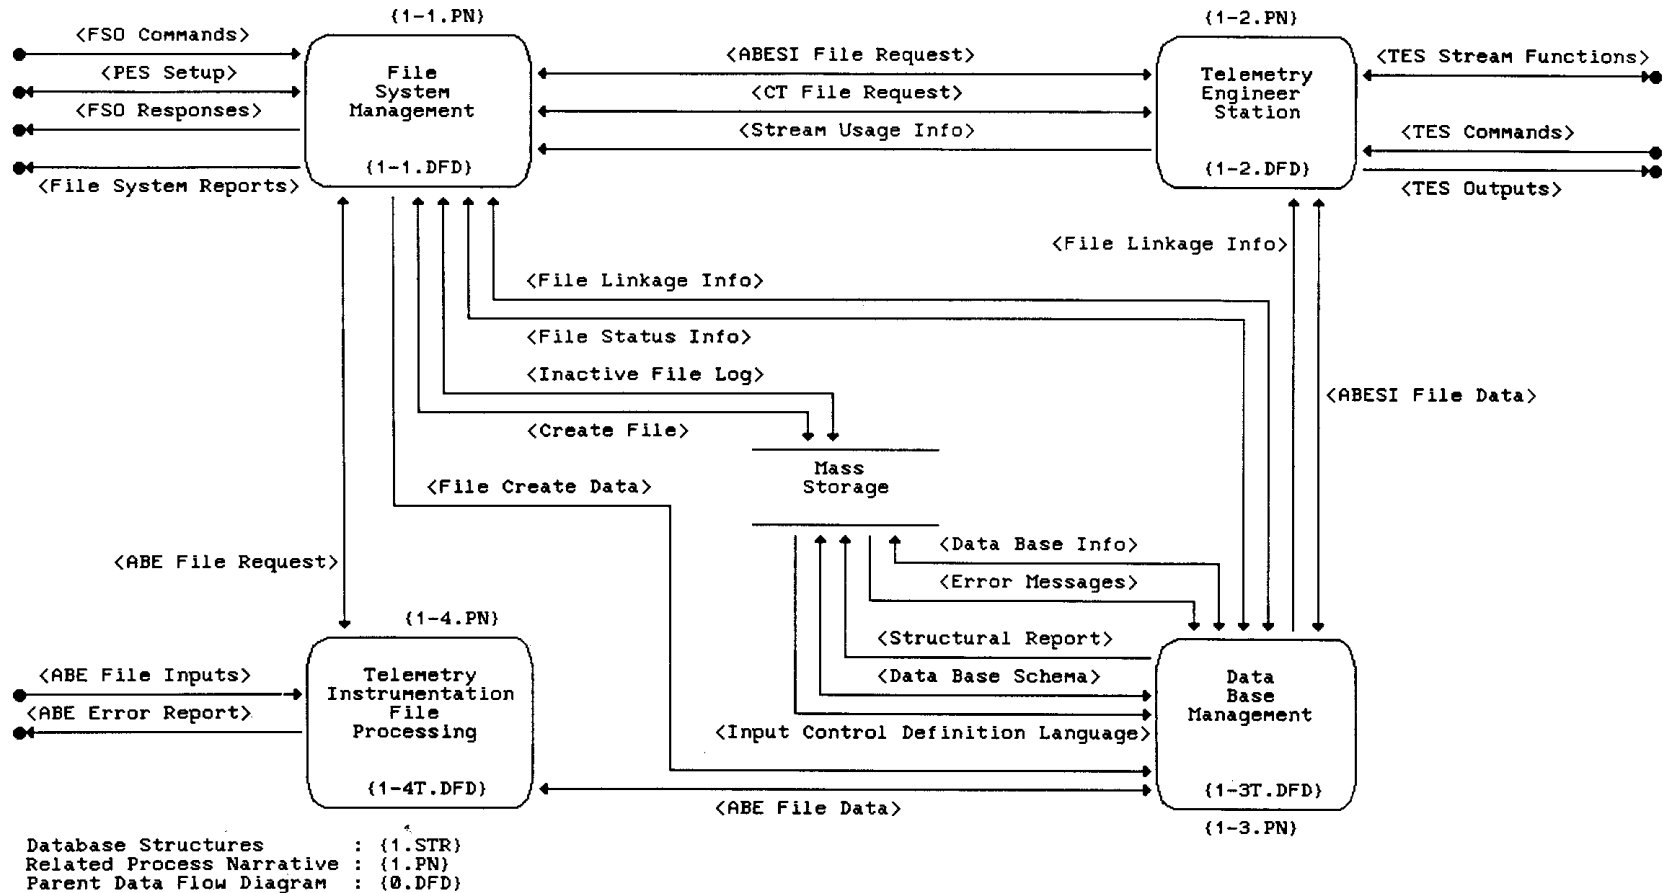 {1-1.PN}
{1-2.PN}
<FSO Commands>
<PES Setup>
<FSO Responses>
<File System Reports>
File
System
Management
{1-1.DFD}
<ABESI File Request>
<CT File Request>
<Stream Usage Info>
Telemetry
Engineer
Station
{1-2.DFD}
<TES Stream Functions>
<TES Commands>
<TES Outputs>
<File Linkage Info>
<File Linkage Info>
<File Status Info>
<Inactive File Log>
<Create File>
<ABESI File Data>
Mass
Storage
<File Create Data>
<ABE File Request>
<Data Base Info>
<Error Messages>
<Structural Report>
<Data Base Schema>
<Input Control Definition Language>
{1-4.PN}
<ABE File Inputs>
<ABE Error Report>
Telemetry
Instrumentation
File
Processing
{1-4T.DFD}
Data
Base
Management
{1-3T.DFD}
<ABE File Data>
{1-3.PN}
Database Structures : {1.STR}
Related Process Narrative : {1.PN}
Parent Data Flow Diagram : {0.DFD}